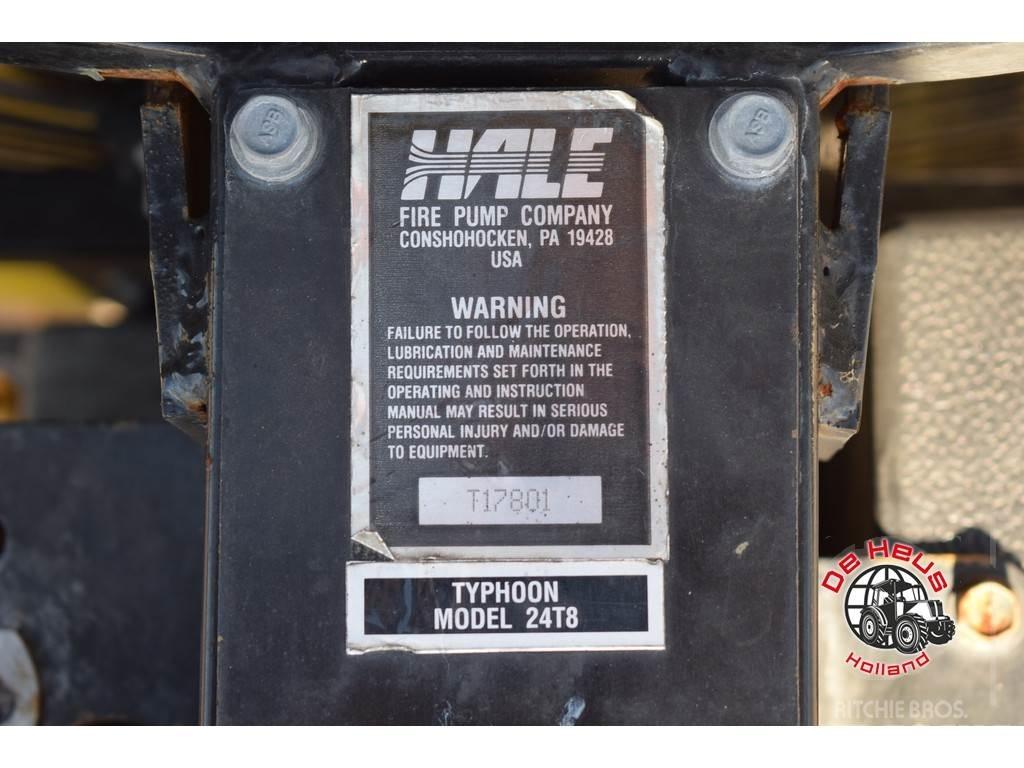 HALE
FIRE PUMP COMPANY
CONSHOHOCKEN, PA 19428
USA
WARNING
FAILURE TO FOLLOW THE OPERATION,
LUBRICATION AND MAINTENANCE
REQUIREMENTS SET FORTH IN THE
OPERATING AND INSTRUCTION
MANUAL MAY RESULT IN SERIOUS
PERSONAL INJURY AND/OR DAMAGE
TO EQUIPMENT.
T17801
TYPHOON
MODEL 24T8
De Heus
Holland
RITCHIE BROS.